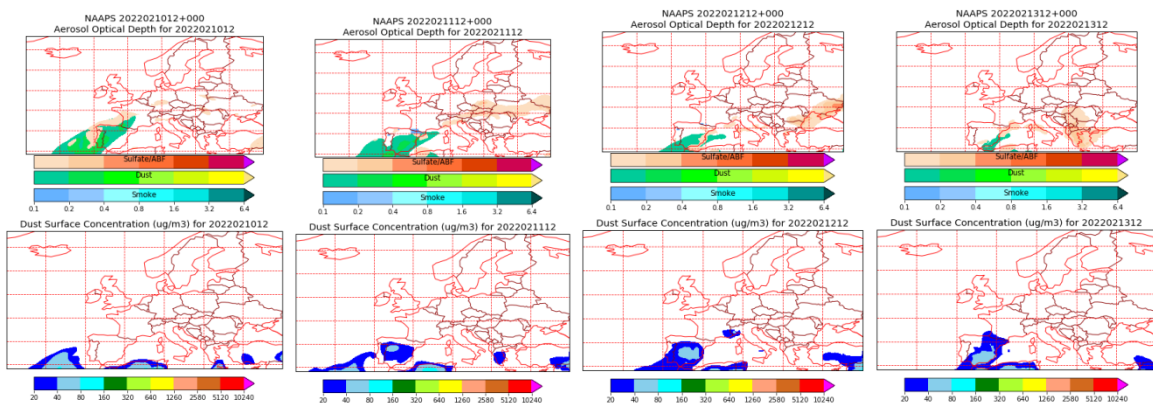 NAAPS 2022021012+000
Aerosol Optical Depth for 2022021012
Sulfate/ABF
Dust
Smoke
0.1 0.2 0.4 0.8 1.6 3.2 6.4
NAAPS 2022021112+000
Aerosol Optical Depth for 2022021112
Sulfate/ABF
Dust
Smoke
0.1 0.2 0.4 0.8 1.6 3.2 6.4
NAAPS 2022021212+000
Aerosol Optical Depth for 2022021212
Sulfate/ABF
Dust
Smoke
0.1 0.2 0.4 0.8 1.6 3.2 6.4
NAAPS 2022021312+000
Aerosol Optical Depth for 2022021312
Sulfate/ABF
Dust
Smoke
0.1 0.2 0.4 0.8 1.6 3.2 6.4
Dust Surface Concentration (ug/m3) for 2022021012
20 40 80 160 320 640 1260 2580 5120 10240
Dust Surface Concentration (ug/m3) for 2022021112
20 40 80 160 320 640 1260 2580 5120 10240
Dust Surface Concentration (ug/m3) for 2022021212
20 40 80 160 320 640 1260 2580 5120 10240
Dust Surface Concentration (ug/m3) for 2022021312
20 40 80 160 320 640 1260 2580 5120 10240